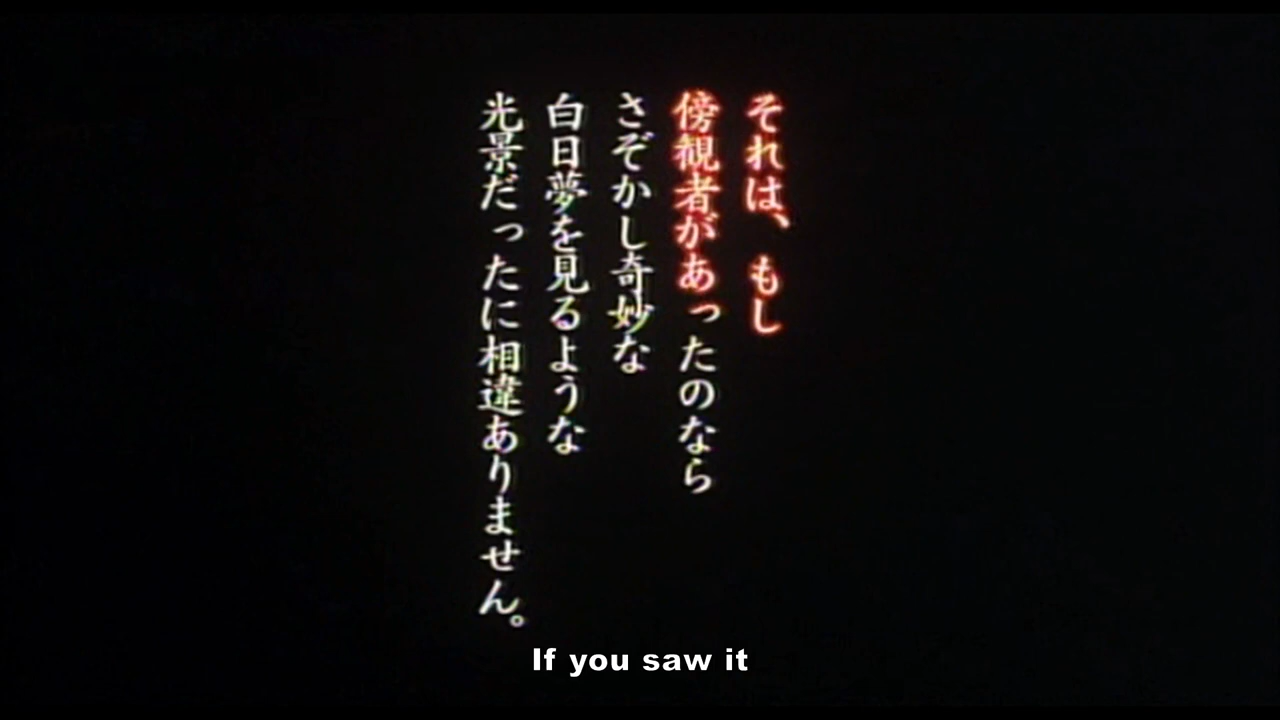 それは、もし
傍観者があったのなら
さぞかし奇妙な
白日夢を見るような
光景だったに相違ありません。
If you saw it